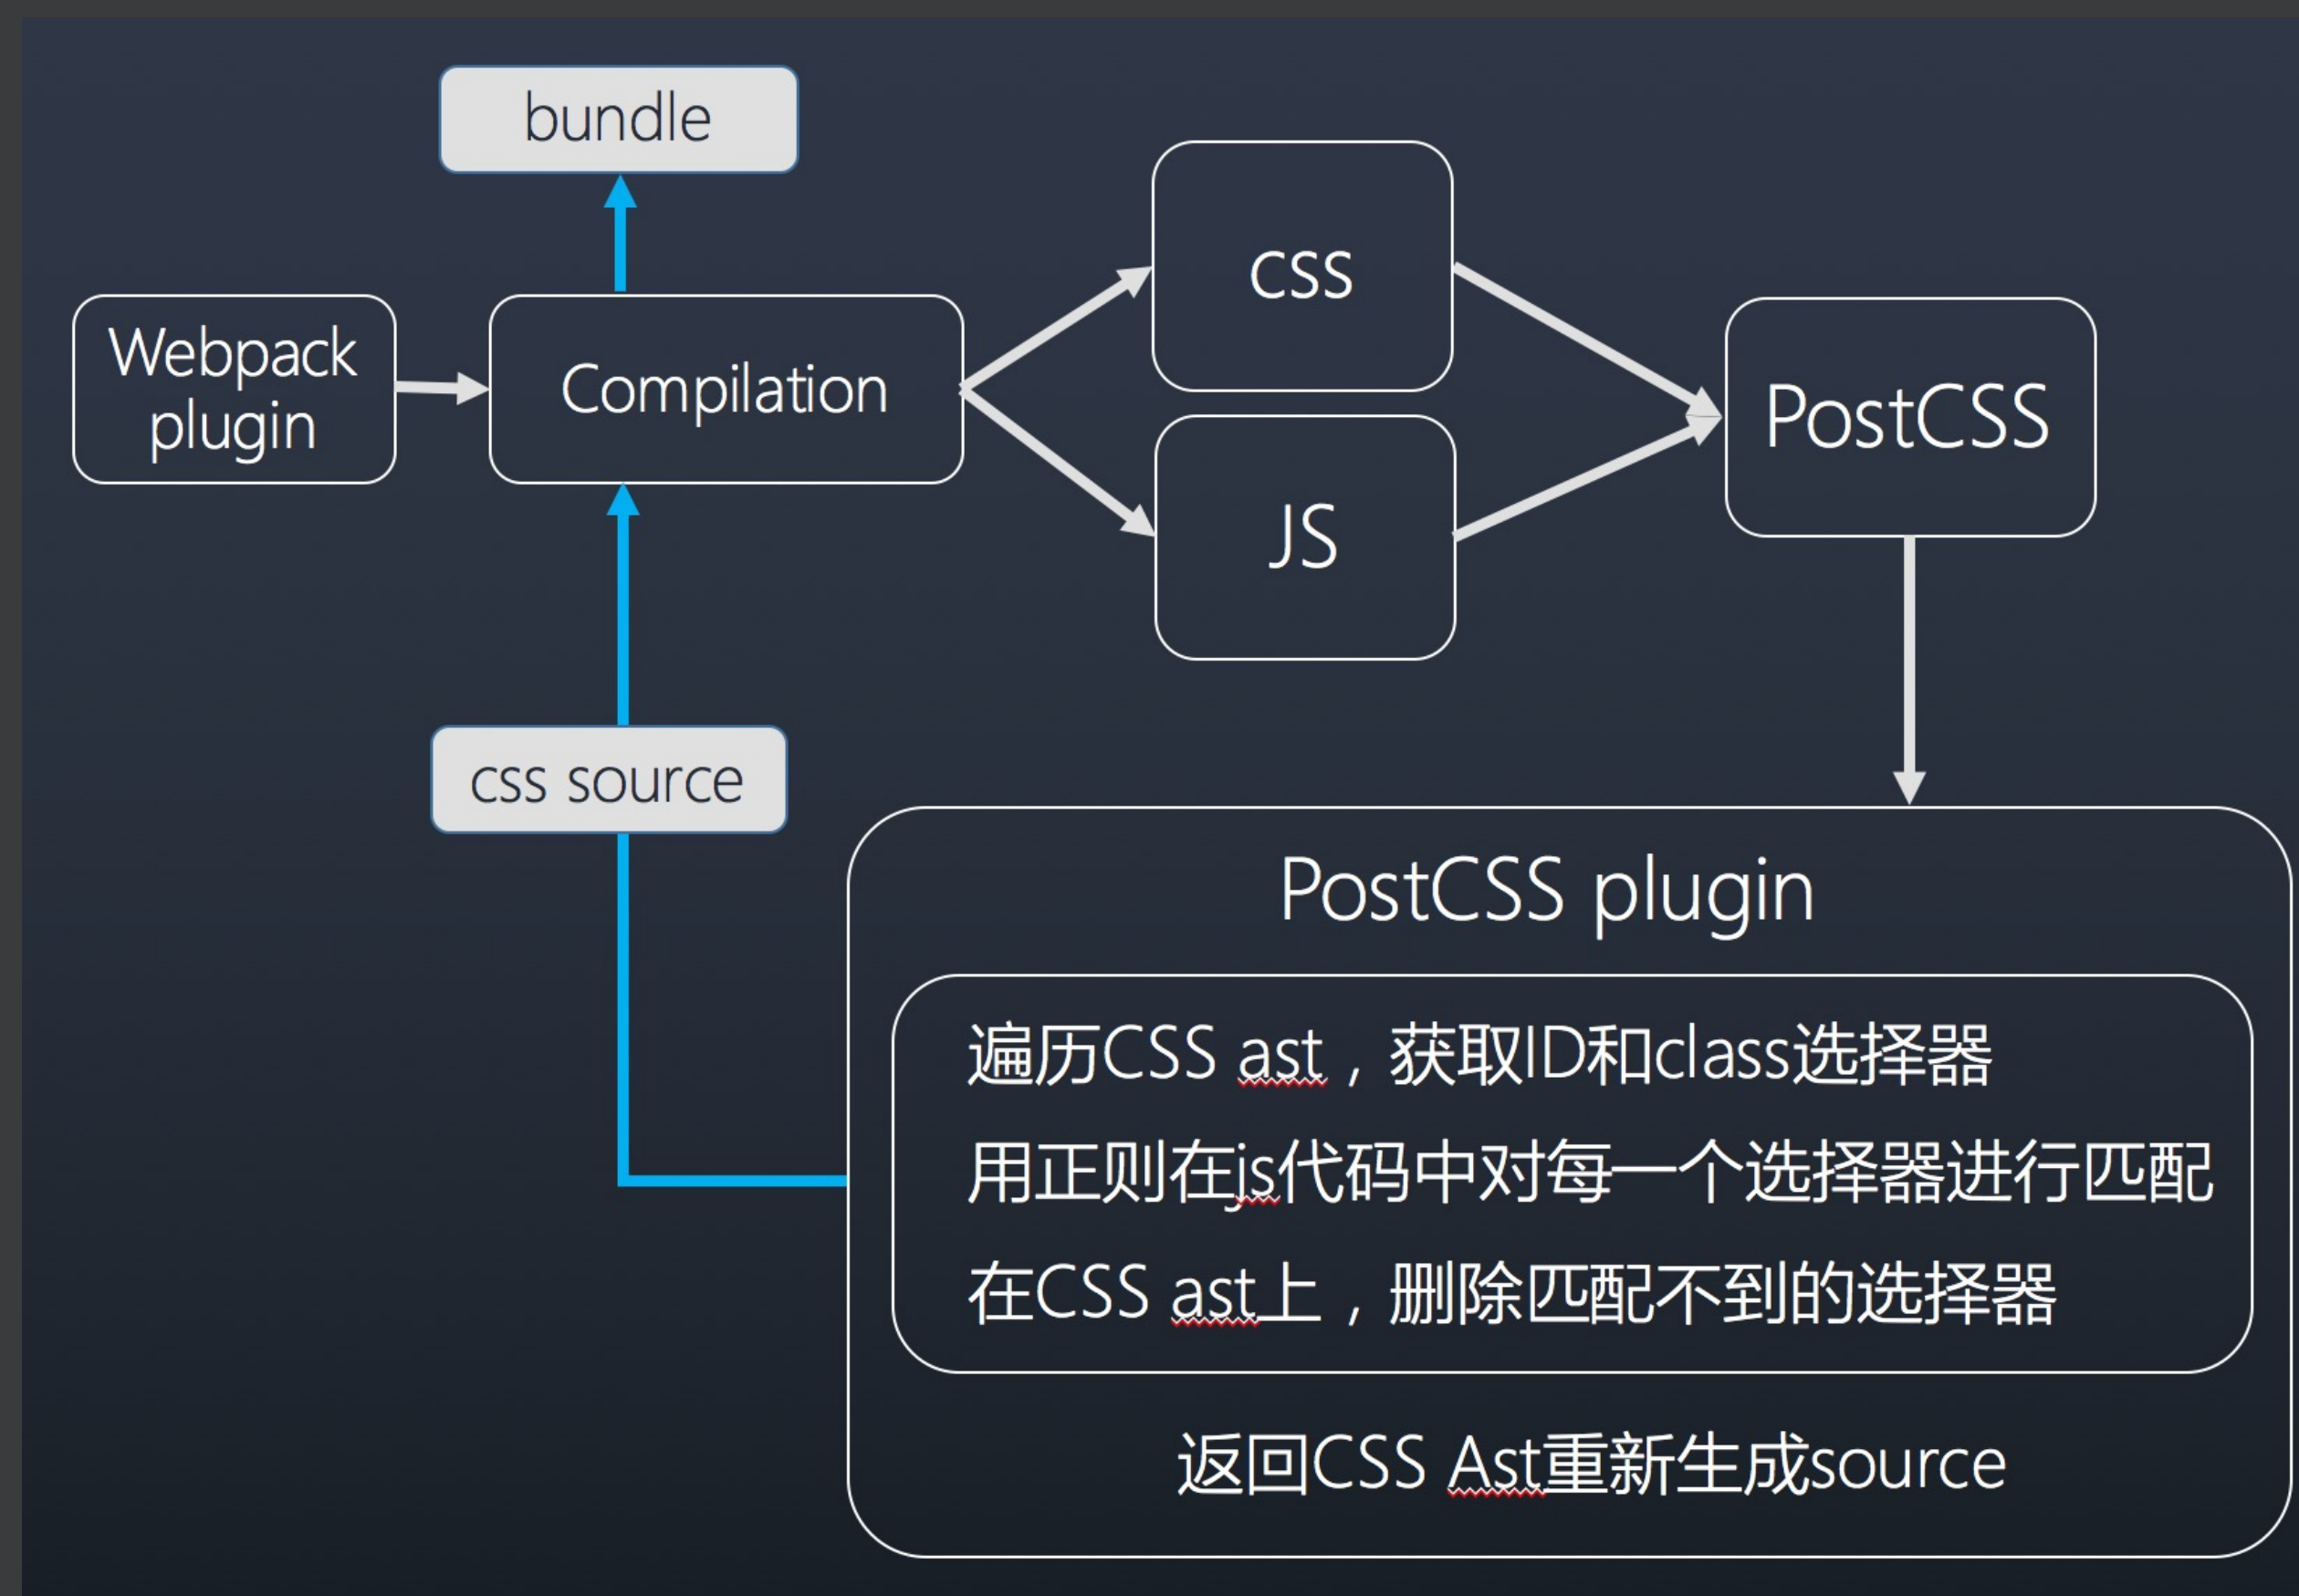 bundle
Webpack
plugin
Compilation
CSS
JS
PostCSS
css source
PostCSS plugin
遍历CSS ast，获取ID和class选择器
用正则在js代码中对每一个选择器进行匹配
在CSS ast上，删除匹配不到的选择器
返回CSS Ast重新生成source